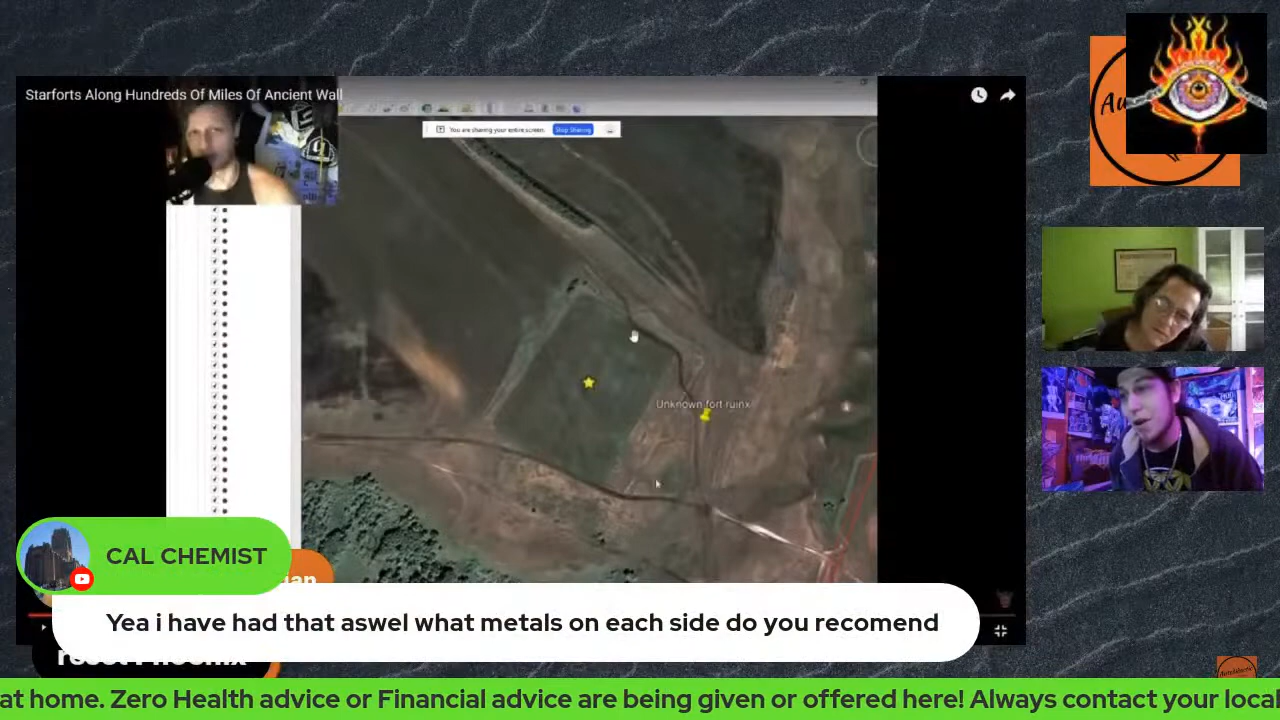 Starforts Along Hundreds Of Miles Of Ancient Wall
You are sharing your entire screen.
Stop Sharing
Unknown fort ruinx
CAL CHEMIST
Yea i have had that aswel what metals on each side do you recomend
at home. Zero Health advice or Financial advice are being given or offered here! Always contact your local